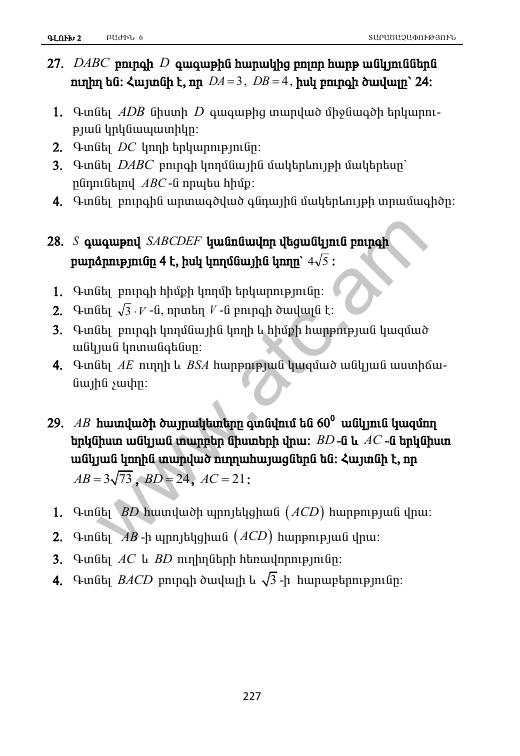 ԳԼՈՒԽ 2 ԲԱԺԻՆ 6 ՏԱՐԱԾԱՉԱՓՈՒԹՅՈՒՆ
27. DABC բուրգի D գագաթին հարակից բոլոր հարթ անկյուններն
ուղիղ են: Հայտնի է, որ DA = 3, DB = 4, իսկ բուրգի ծավալը՝ 24:
1. Գտնել ADB նիստի D գագաթից տարված միջնագծի երկարու-
թյան կրկնապատիկը:
2. Գտնել DC կողի երկարությունը:
3. Գտնել DABC բուրգի կողմնային մակերևույթի մակերեսը՝
ընդունելով ABC-ն որպես հիմք:
4. Գտնել բուրգին արտագծված գնդային մակերևույթի տրամագիծը:
28. S գագաթով SABCDEF կանոնավոր վեցանկյուն բուրգի
բարձրությունը 4 է, իսկ կողմնային կողը՝ 4√5 :
1. Գտնել բուրգի հիմքի կողմի երկարությունը:
2. Գտնել √3 · V -ն, որտեղ V -ն բուրգի ծավալն է:
3. Գտնել բուրգի կողմնային կողի և հիմքի հարթության կազմած
անկյան կոտանգենսը:
4. Գտնել AE ուղղի և BSA հարթության կազմած անկյան աստիճա-
նային չափը:
29. AB հատվածի ծայրակետերը գտնվում են 60⁰ անկյուն կազմող
երկնիստ անկյան տարբեր նիստերի վրա: BD-ն և AC-ն երկնիստ
անկյան կողին տարված ուղղահայացներն են: Հայտնի է, որ
AB = 3√73 , BD = 24, AC = 21:
1. Գտնել BD հատվածի պրոյեկցիան (ACD) հարթության վրա:
2. Գտնել AB-ի պրոյեկցիան (ACD) հարթության վրա:
3. Գտնել AC և BD ուղիղների հեռավորությունը:
4. Գտնել BACD բուրգի ծավալի և √3-ի հարաբերությունը:
www.atc.am
227